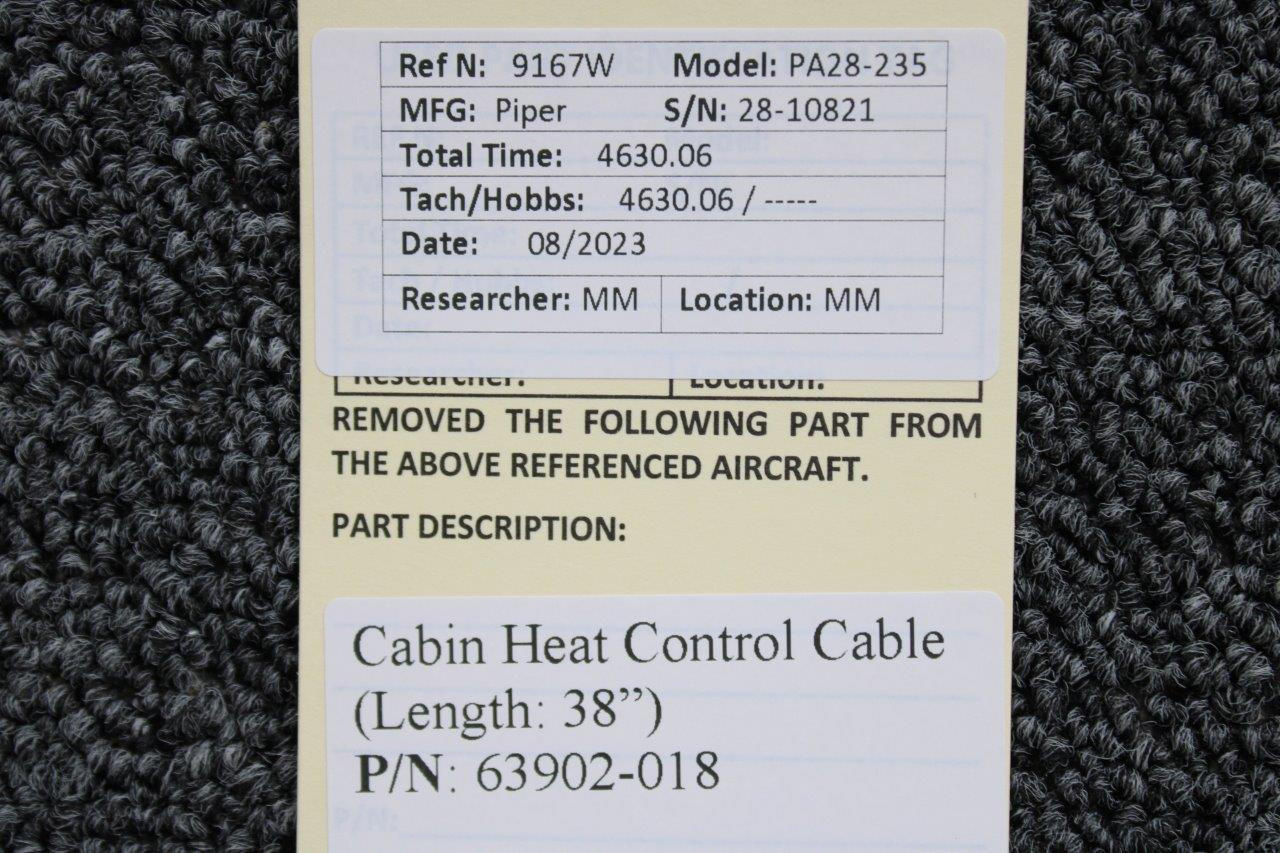 Ref N: 9167W Model: PA28-235
MFG: Piper S/N: 28-10821
Total Time: 4630.06
Tach/Hobbs: 4630.06 / -----
Date: 08/2023
Researcher: MM Location: MM
Researcher: Location:
REMOVED THE FOLLOWING PART FROM
THE ABOVE REFERENCED AIRCRAFT.
PART DESCRIPTION:
Cabin Heat Control Cable
(Length: 38”)
P/N: 63902-018
P/N: